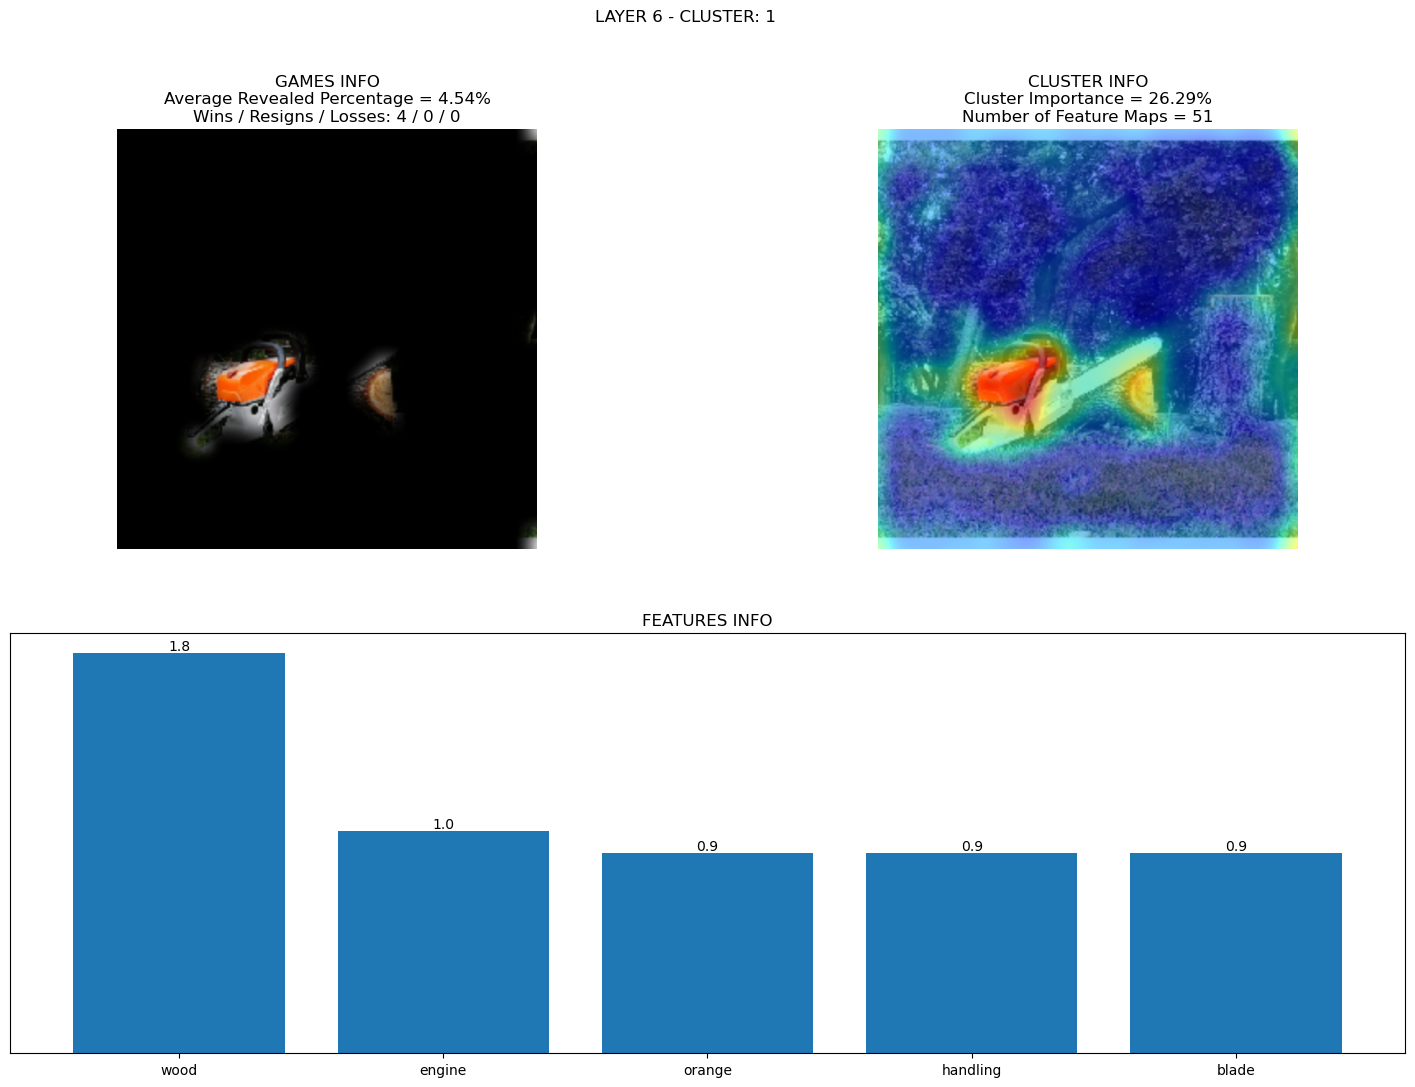 LAYER 6 - CLUSTER: 1
GAMES INFO
Average Revealed Percentage = 4.54%
Wins / Resigns / Losses: 4 / 0 / 0
CLUSTER INFO
Cluster Importance = 26.29%
Number of Feature Maps = 51
FEATURES INFO
1.8
1.0
0.9
0.9
0.9
wood
engine
orange
handling
blade